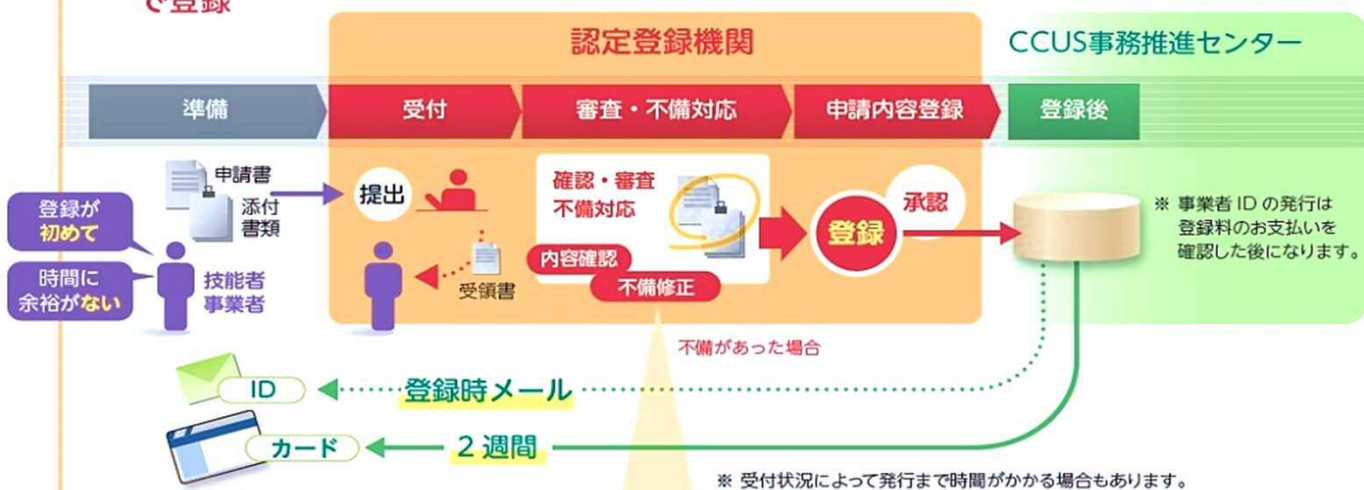 で登録
認定登録機関
CCUS事務推進センター
準備
受付
審査・不備対応
申請内容登録
登録後
申請書
添付
書類
登録が
初めて
時間に
余裕がない
技能者
事業者
提出
受領書
確認・審査
不備対応
内容確認
不備修正
登録
承認
※ 事業者 ID の発行は
登録料のお支払いを
確認した後になります。
不備があった場合
ID
登録時メール
カード
2 週間
※ 受付状況によって発行まで時間がかかる場合もあります。